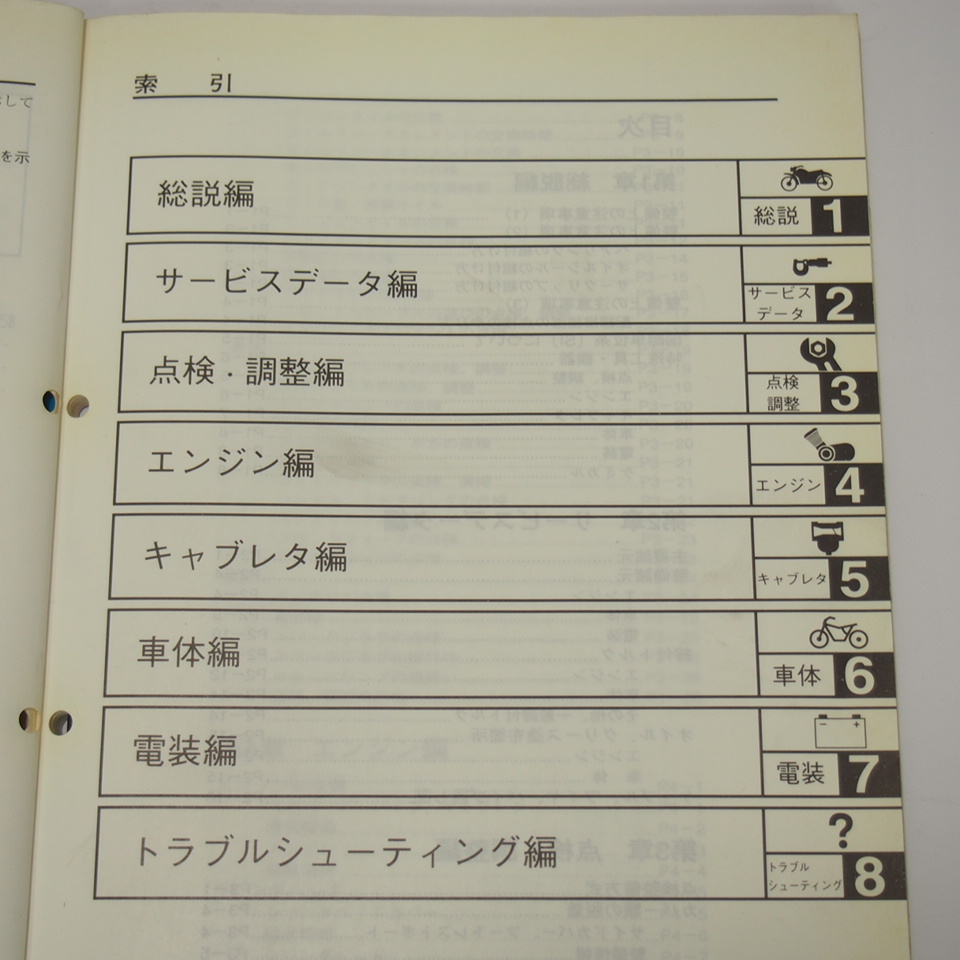 して
を示
索 引
総説編
総説 1
サービスデータ編
サービス
データ 2
点検・調整編
点検
調整 3
エンジン編
エンジン 4
キャブレタ編
キャブレタ 5
車体編
車体 6
電装編
− +
電装 7
トラブルシューティング編
?
トラブル
シューティング 8